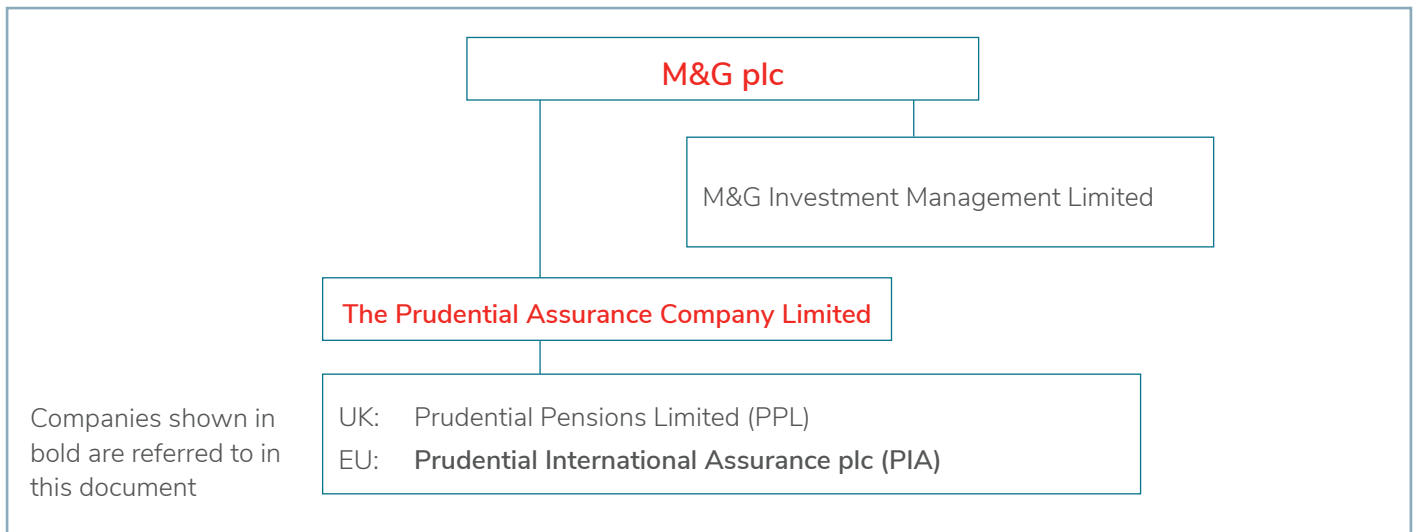 M&G plc
M&G Investment Management Limited
The Prudential Assurance Company Limited
Companies shown in
bold are referred to in
this document
UK: Prudential Pensions Limited (PPL)
EU: Prudential International Assurance plc (PIA)